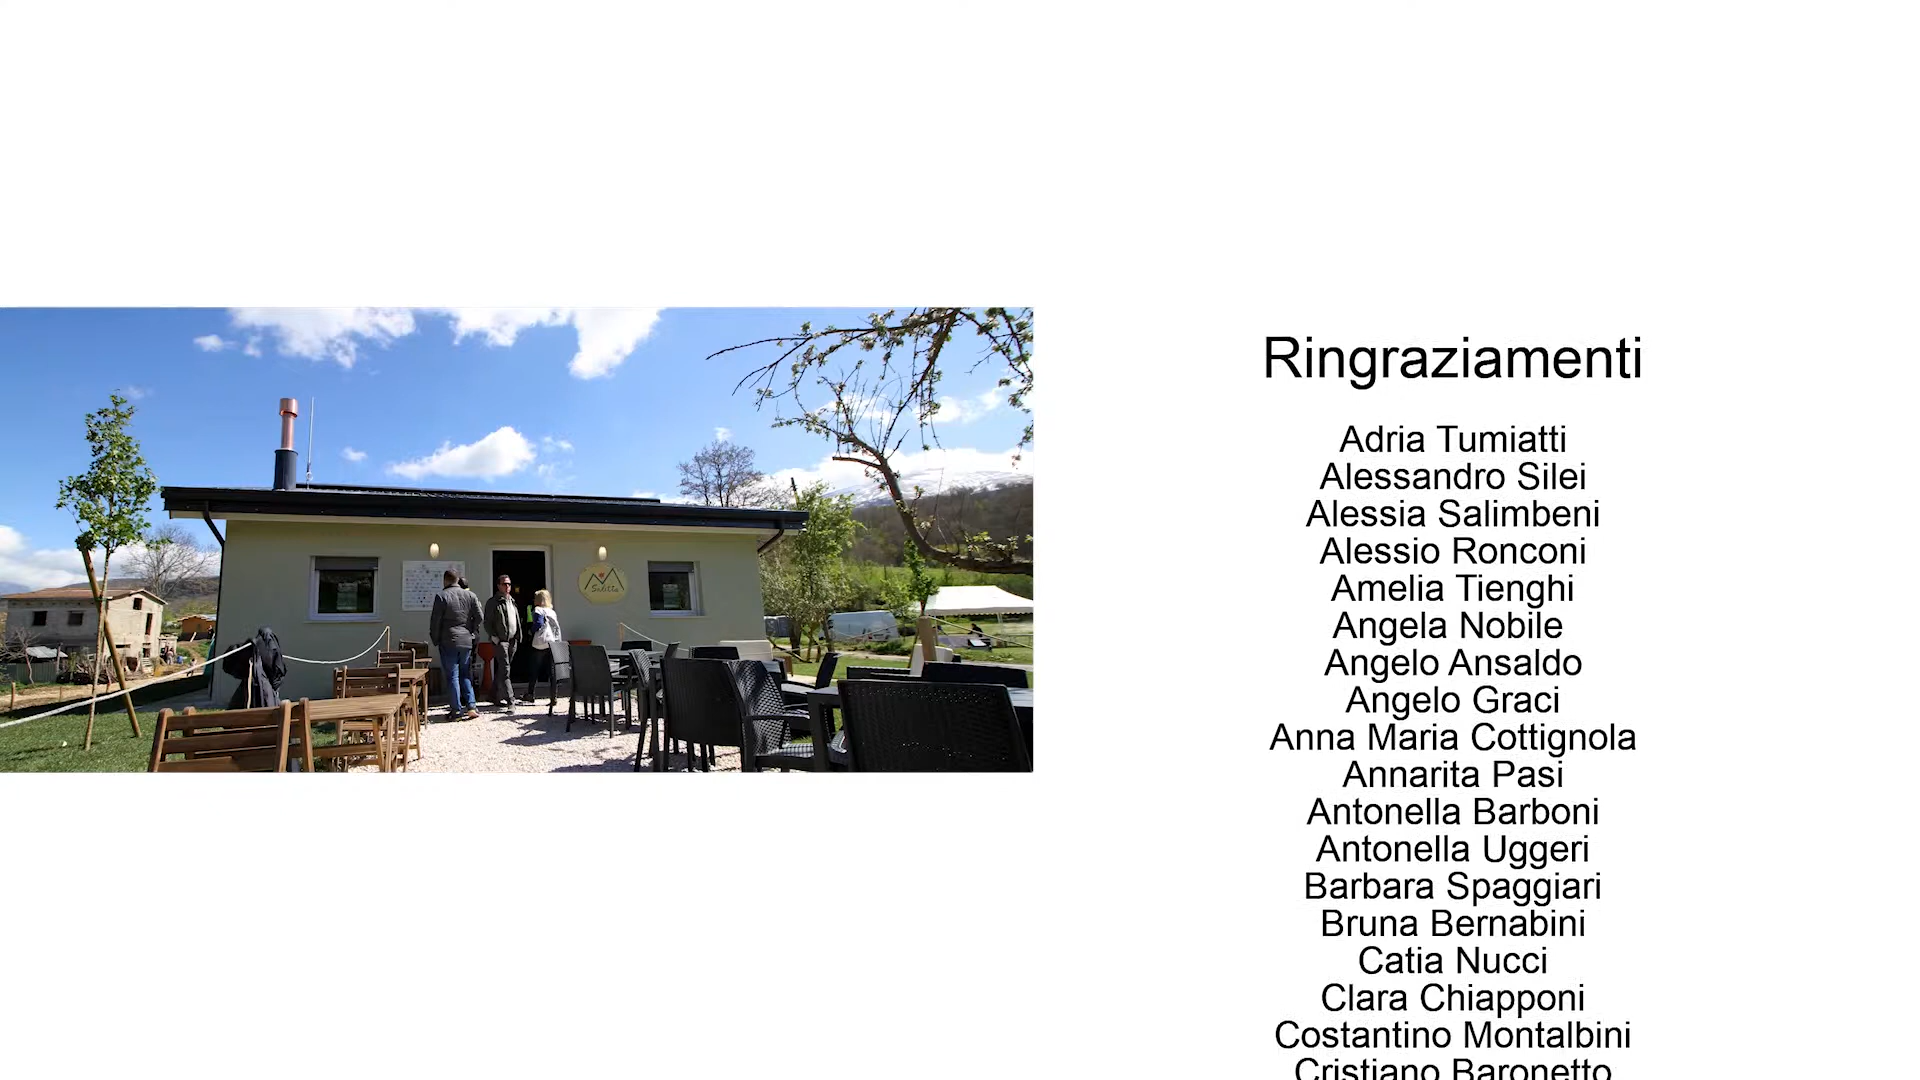 Ringraziamenti
Adria Tumiatti
Alessandro Silei
Alessia Salimbeni
Alessio Ronconi
Amelia Tienghi
Angela Nobile
Angelo Ansaldo
Angelo Graci
Anna Maria Cottignola
Annarita Pasi
Antonella Barboni
Antonella Uggeri
Barbara Spaggiari
Bruna Bernabini
Catia Nucci
Clara Chiapponi
Costantino Montalbini
Cristiano Baronetto